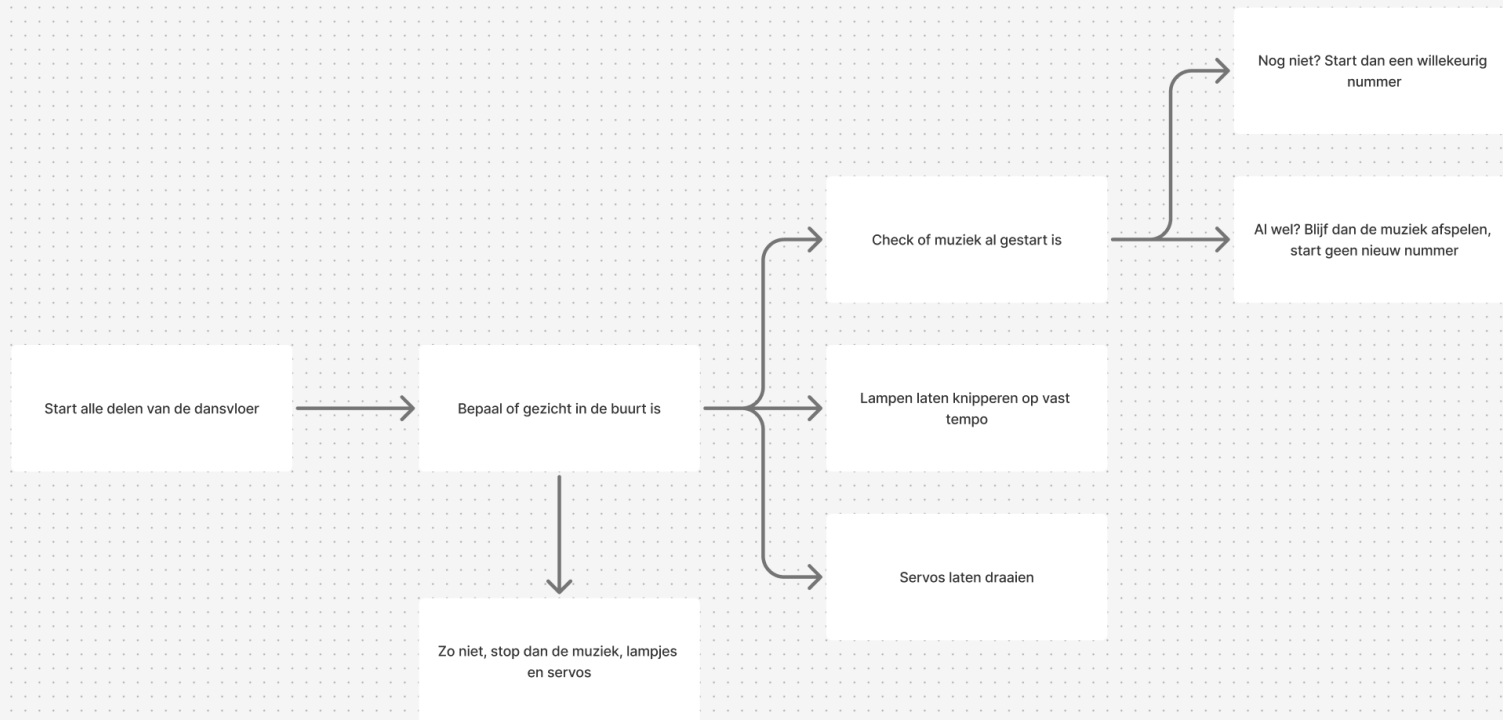 Nog niet? Start dan een willekeurig
nummer
Check of muziek al gestart is
Al wel? Blijf dan de muziek afspelen,
start geen nieuw nummer
Start alle delen van de dansvloer
Bepaal of gezicht in de buurt is
Lampen laten knipperen op vast
tempo
Servos laten draaien
Zo niet, stop dan de muziek, lampjes
en servos